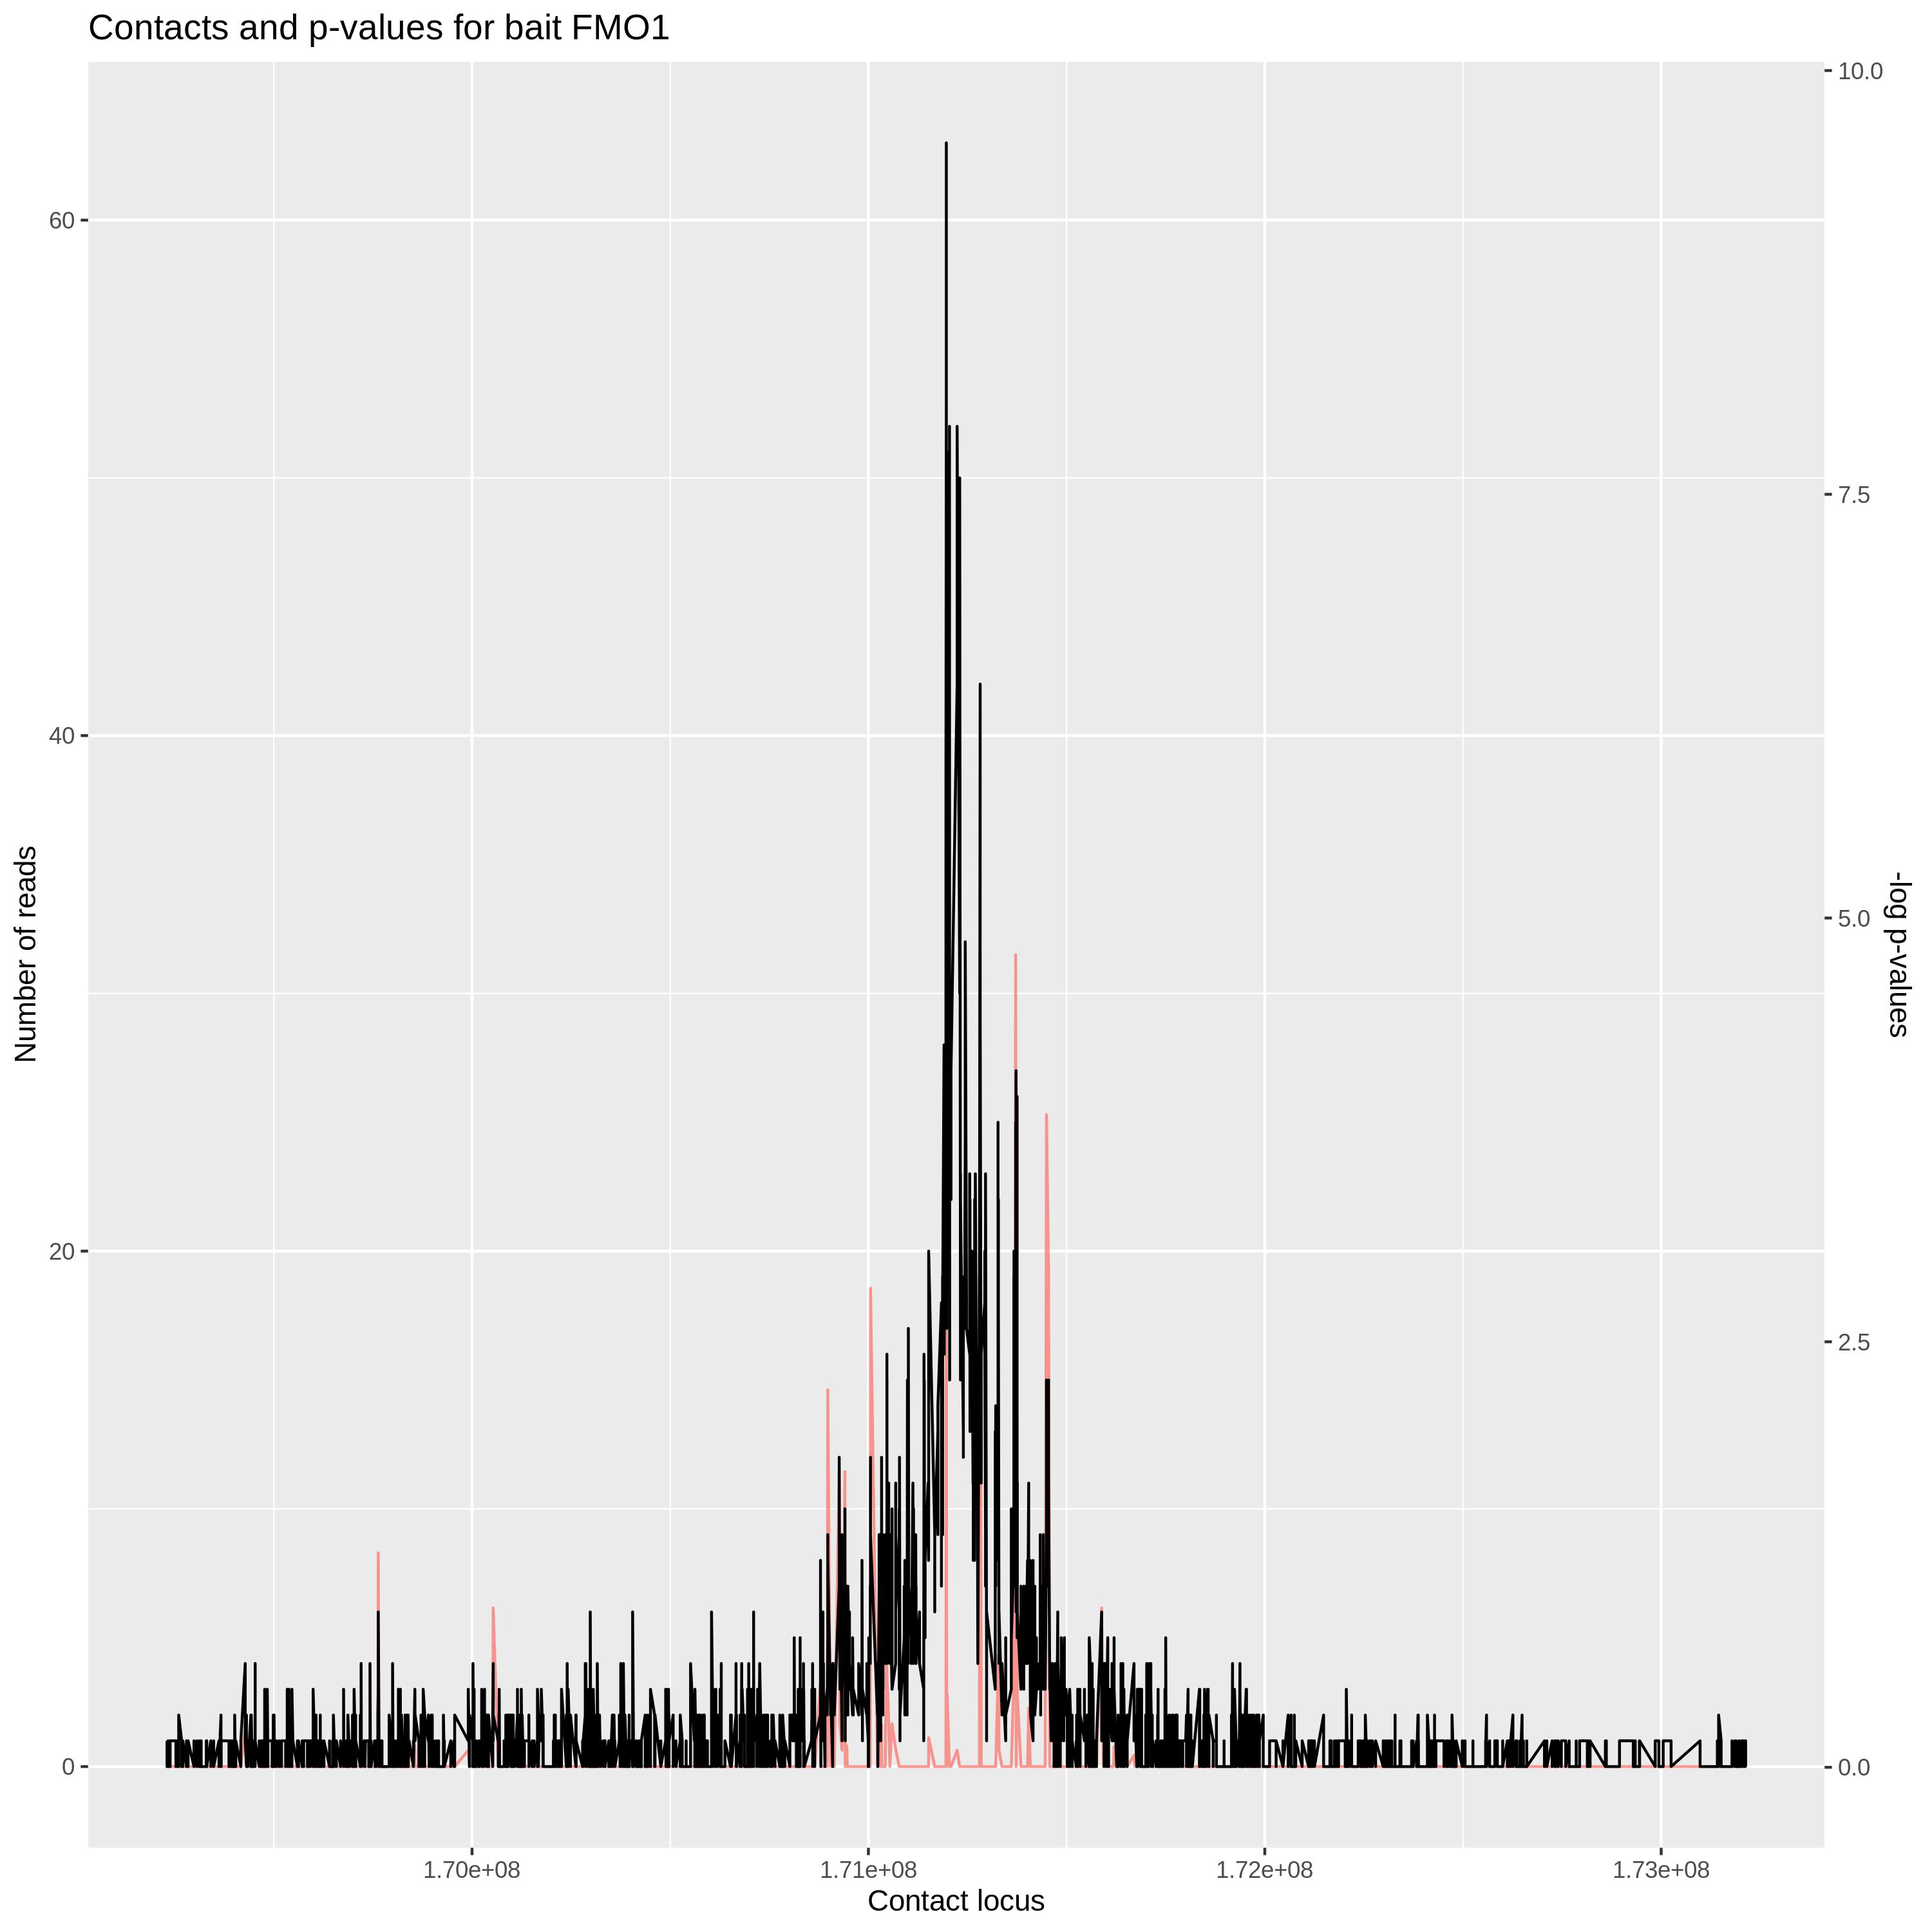 Contacts and p-values for bait FMO1
10.0
60
7.5
40
5.0
Number of reads
-log p-values
20
2.5
0
0.0
1.70e+08 1.71e+08 1.72e+08 1.73e+08
Contact locus